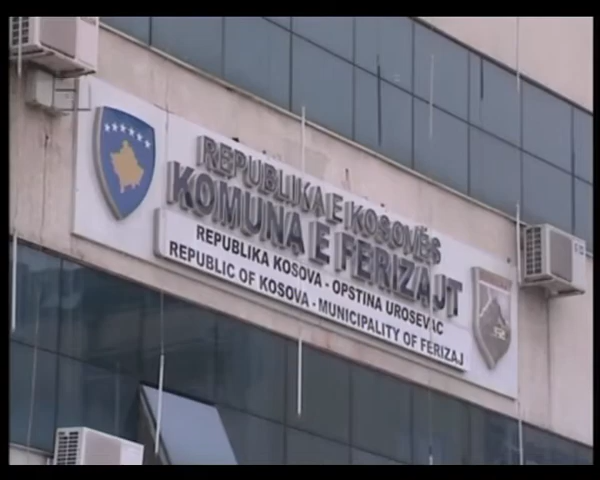 REPUBLIKA E KOSOVËS
KOMUNA E FERIZAJT
REPUBLIKA KOSOVA - OPSTINA UROSEVAC
REPUBLIC OF KOSOVA - MUNICIPALITY OF FERIZAJ